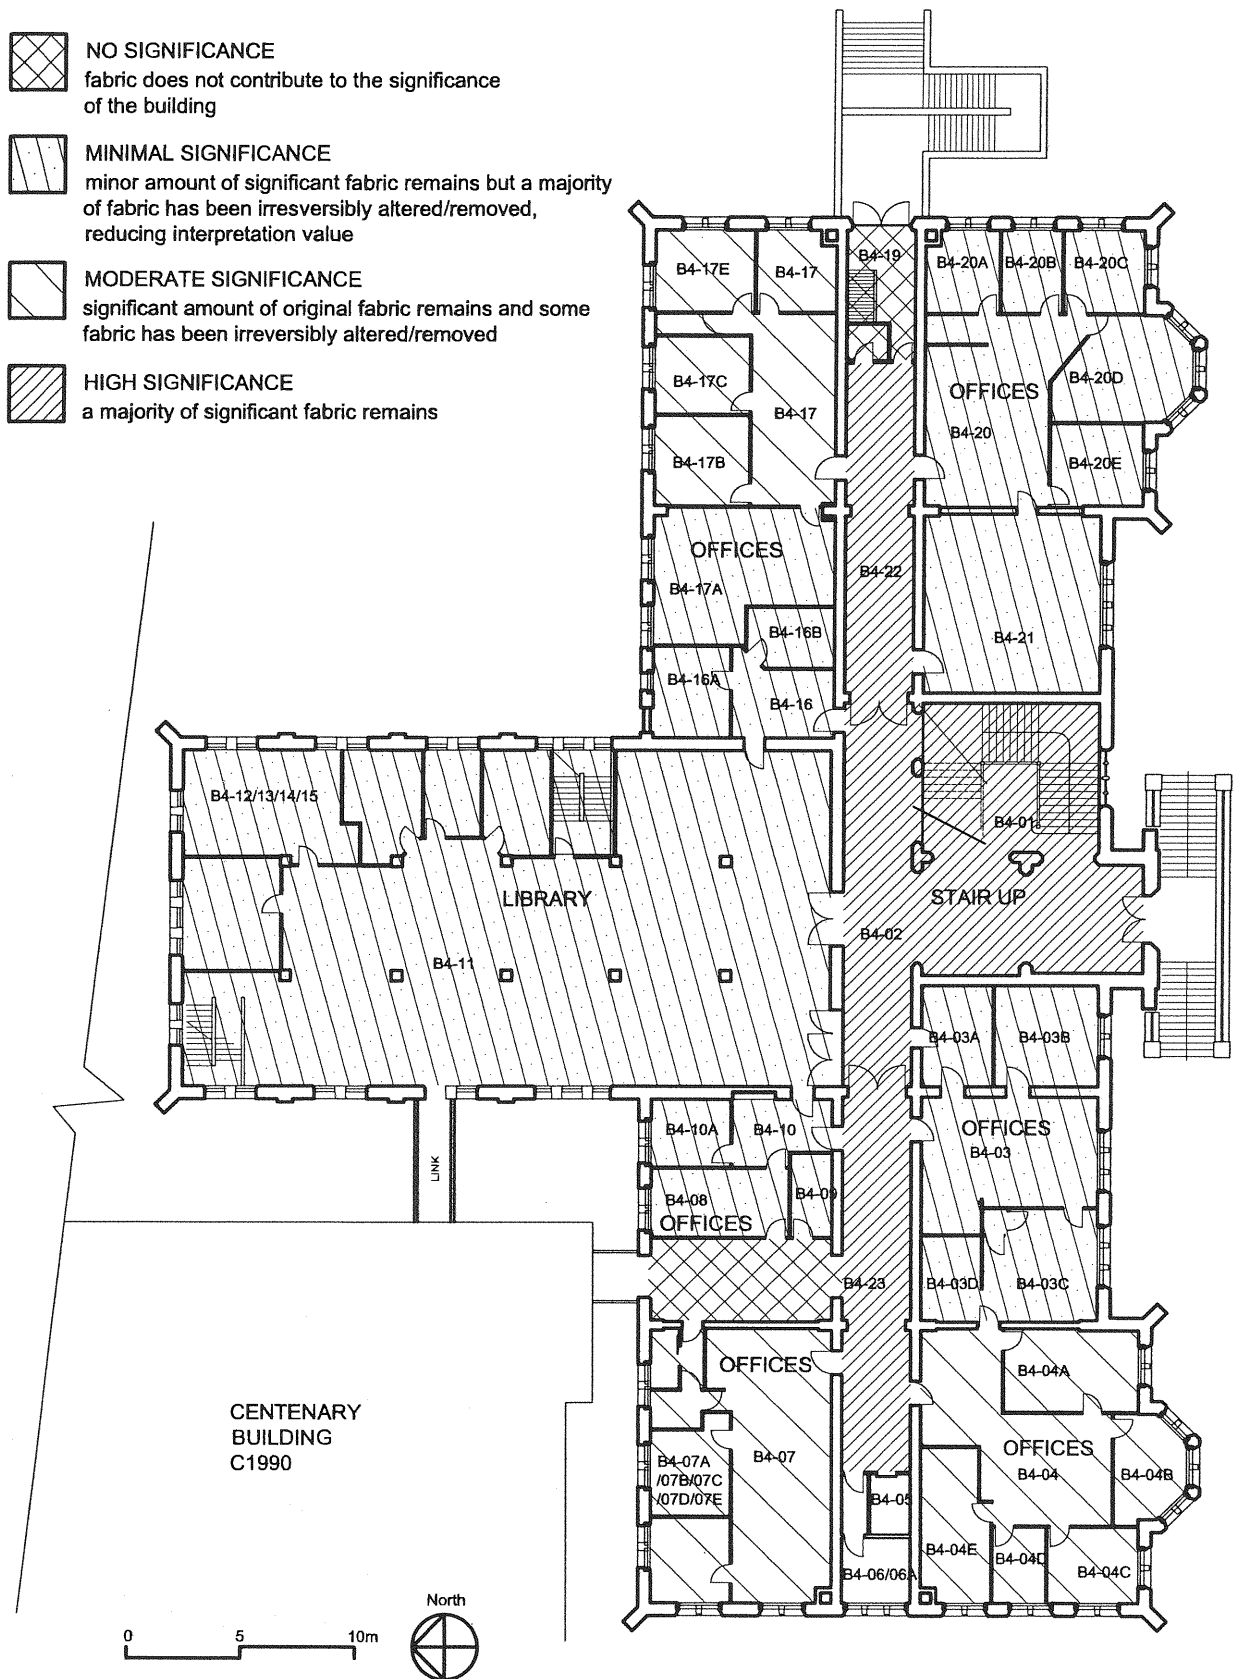 NO SIGNIFICANCE
fabric does not contribute to the significance
of the building
MINIMAL SIGNIFICANCE
minor amount of significant fabric remains but a majority
of fabric has been irresversibly altered/removed,
reducing interpretation value
MODERATE SIGNIFICANCE
significant amount of original fabric remains and some
fabric has been irreversibly altered/removed
HIGH SIGNIFICANCE
a majority of significant fabric remains
B4-17E
B4-17
B4-19
B4-20A
B4-20B
B4-20C
B4-17C
B4-17
OFFICES
B4-20D
B4-20
B4-17B
B4-20E
OFFICES
B4-17A
B4-22
B4-16B
B4-21
B4-16A
B4-16
B4-12/13/14/15
B4-01
LIBRARY
STAIR UP
B4-02
B4-11
B4-03A
B4-03B
B4-10A
B4-10
OFFICES
B4-03
LINK
B4-08
B4-09
OFFICES
B4-23
B4-03D
B4-03C
OFFICES
B4-04A
CENTENARY
BUILDING
C1990
B4-07A
/07B/07C
/07D/07E
B4-07
OFFICES
B4-04
B4-04B
B4-05
B4-04E
B4-04D
B4-04C
B4-06/06A
North
0 5 10m